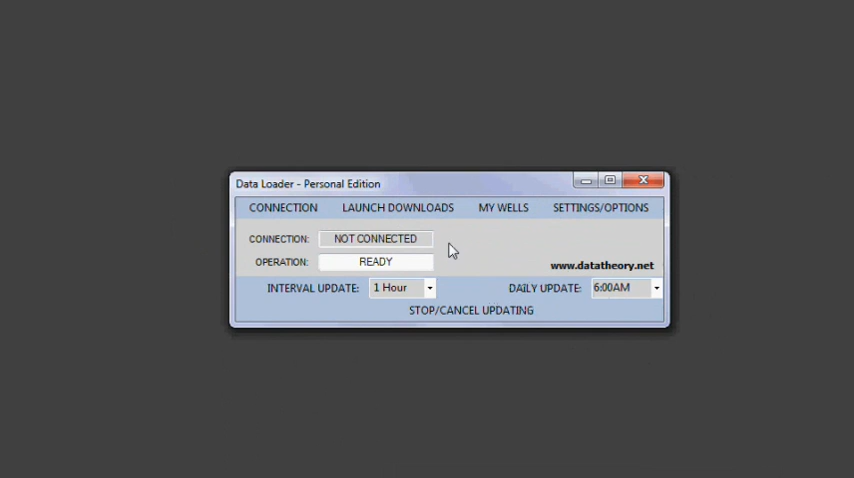 Data Loader - Personal Edition
CONNECTION LAUNCH DOWNLOADS MY WELLS SETTINGS/OPTIONS
CONNECTION: NOT CONNECTED
OPERATION: READY
www.datatheory.net
INTERVAL UPDATE: 1 Hour DAILY UPDATE: 6:00AM
STOP/CANCEL UPDATING